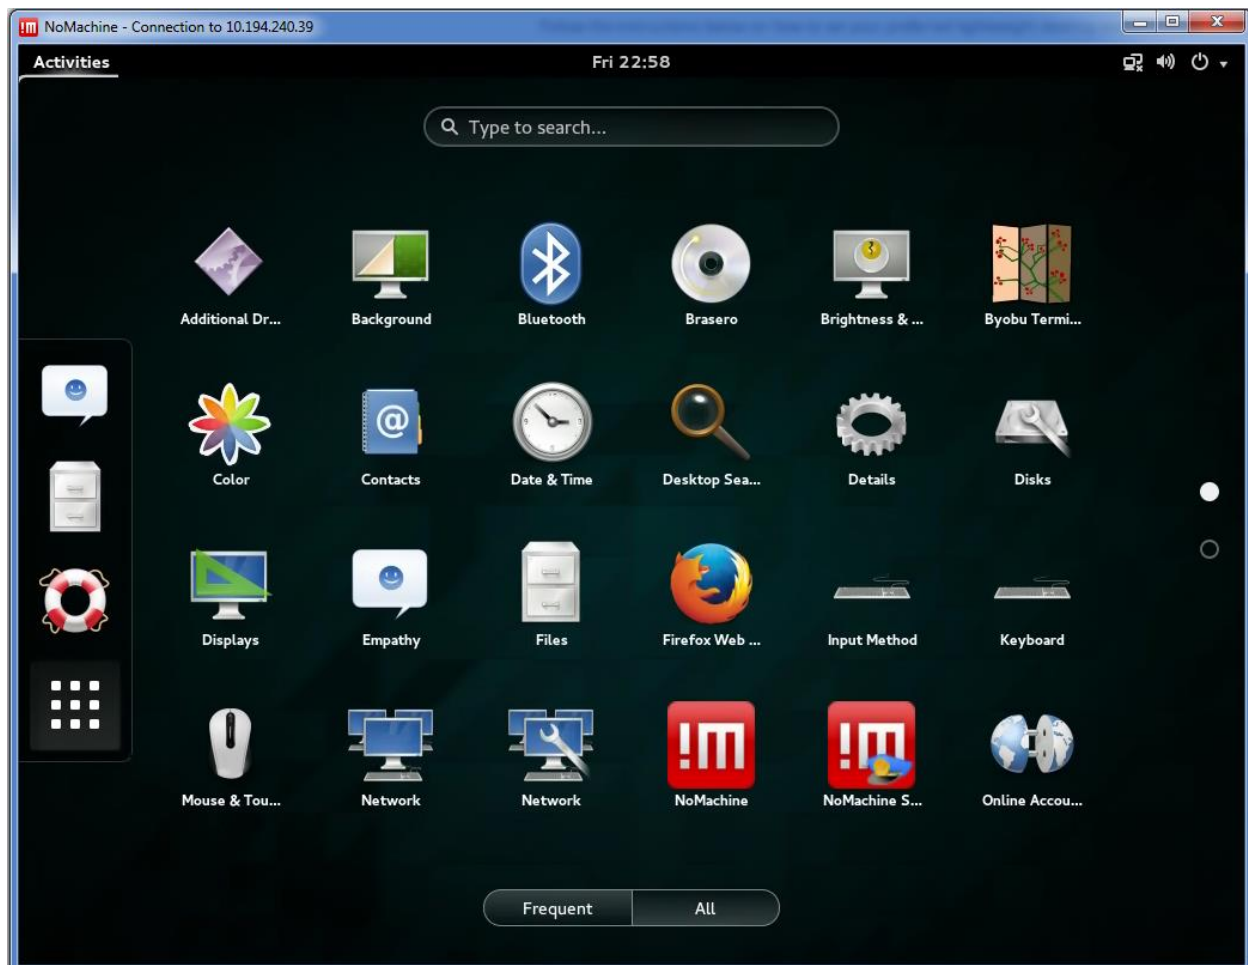 !M NoMachine - Connection to 10.194.240.39
Activities Fri 22:58
Type to search...
Additional Dr... Background Bluetooth Brasero Brightness & ... Byobu Termi...
@
Color Contacts Date & Time Desktop Sea... Details Disks
Displays Empathy Files Firefox Web ... Input Method Keyboard
!M !M
Mouse & Tou... Network Network NoMachine NoMachine S... Online Accou...
Frequent All